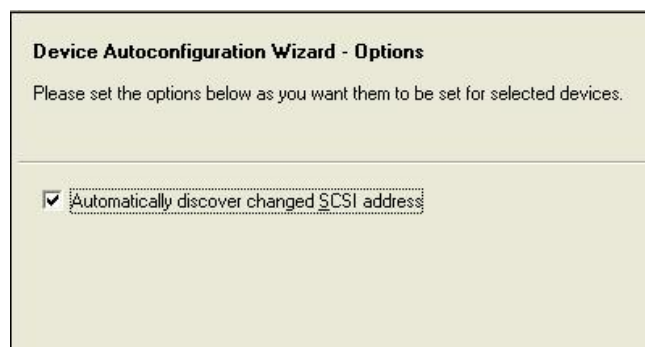 Device Autoconfiguration Wizard - Options
Please set the options below as you want them to be set for selected devices.
Automatically discover changed SCSI address